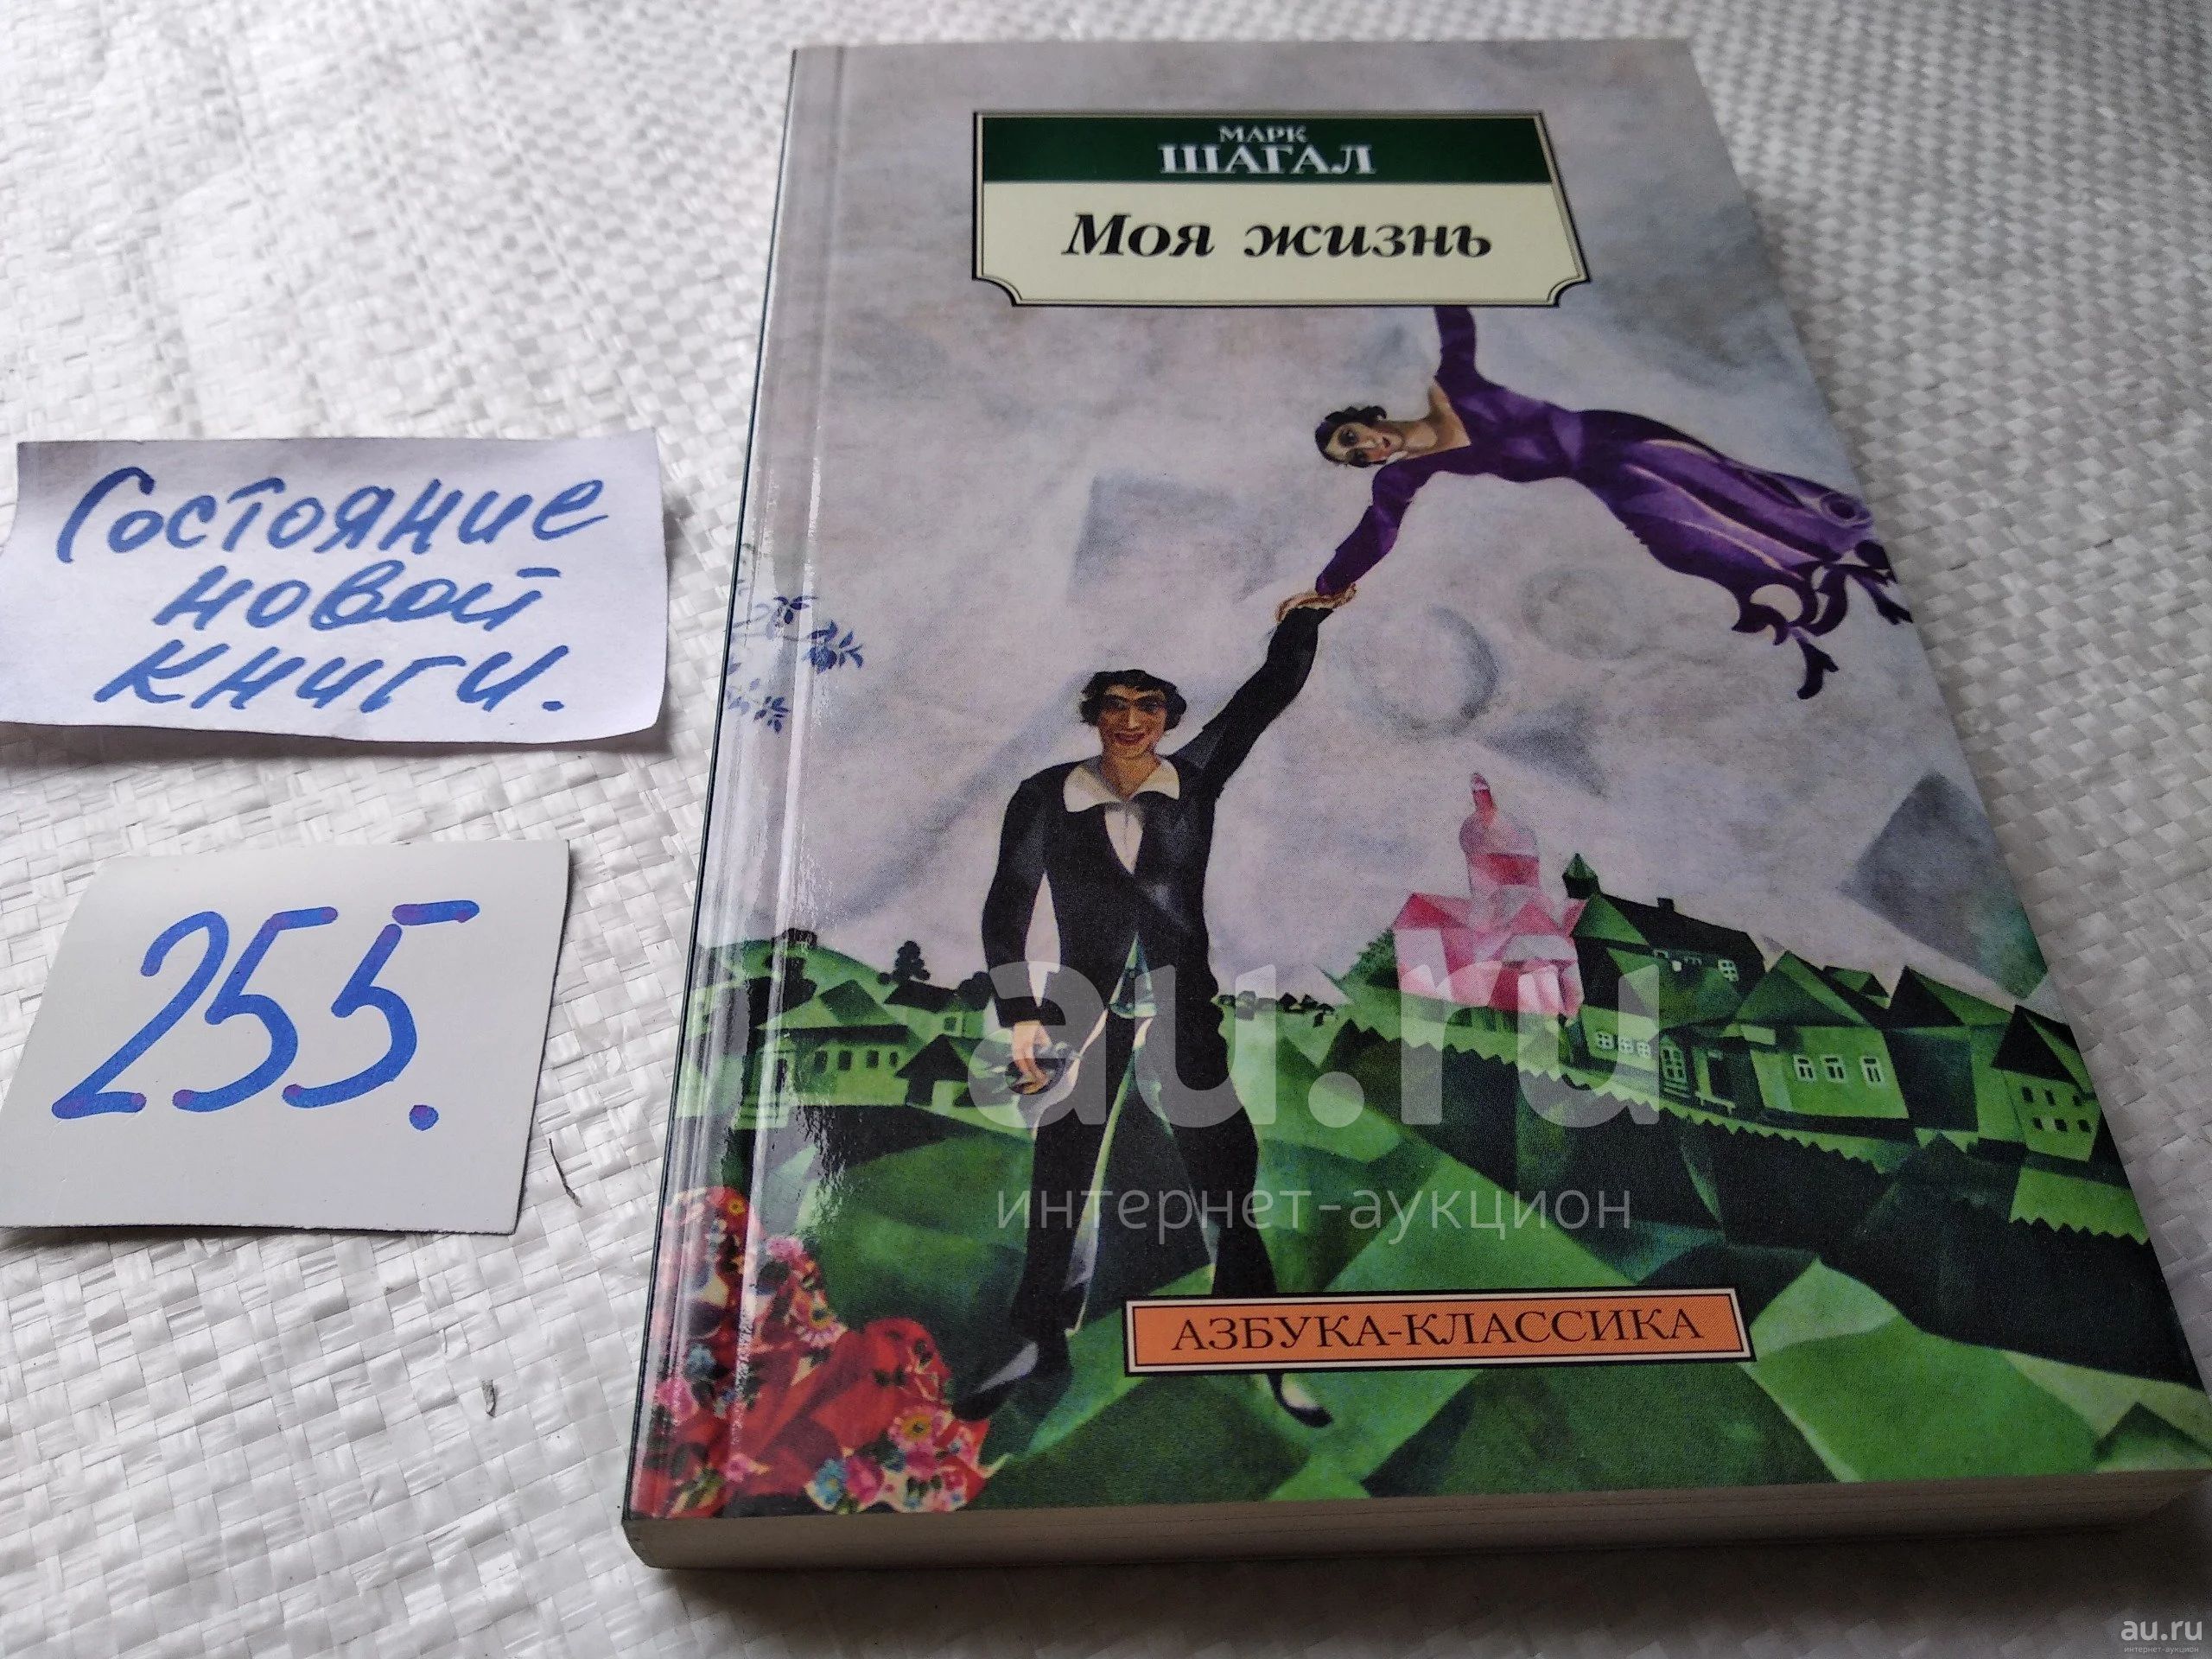 МАРК
ШАГАЛ
Моя жизнь
Состояние
новой
книги.
255.
au.ru
интернет-аукцион
АЗБУКА-КЛАССИКА
au.ru
интернет-аукцион